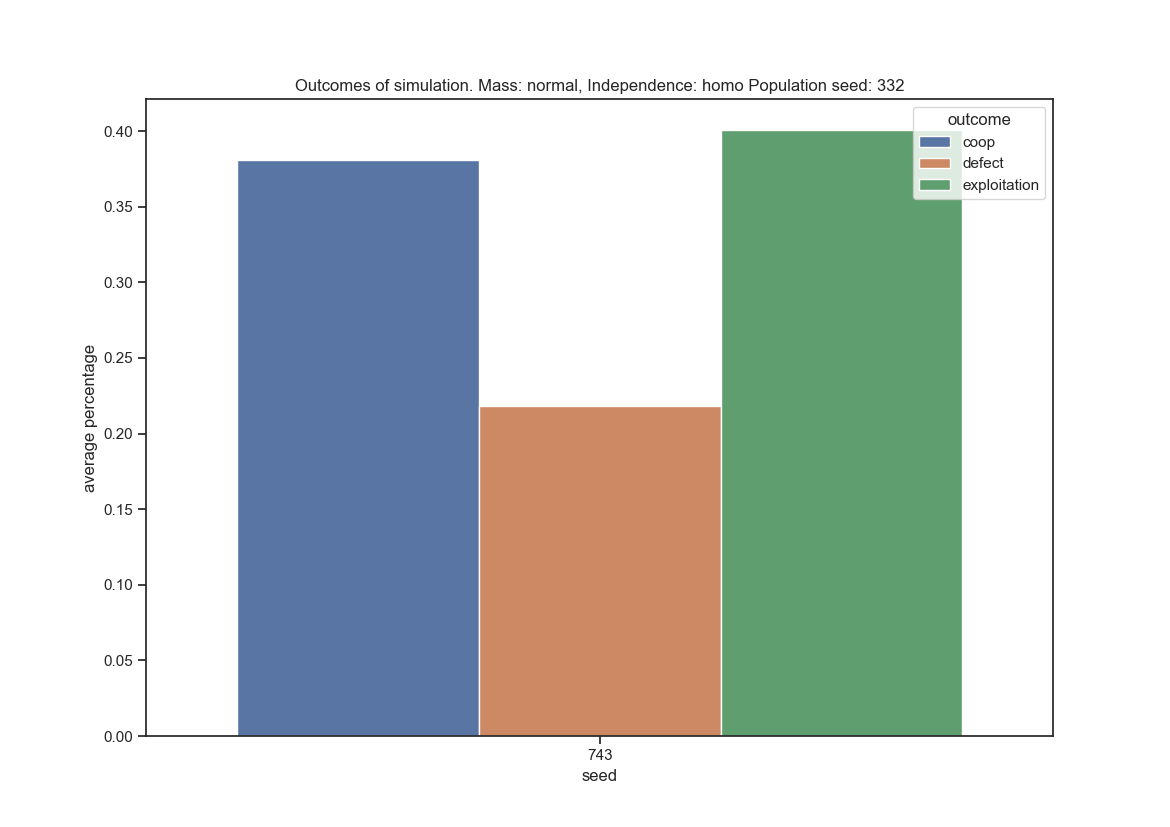 Outcomes of simulation. Mass: normal, Independence: homo Population seed: 332
outcome
coop
defect
exploitation
0.40
0.35
0.30
0.25
0.20
0.15
0.10
0.05
0.00
average percentage
743
seed